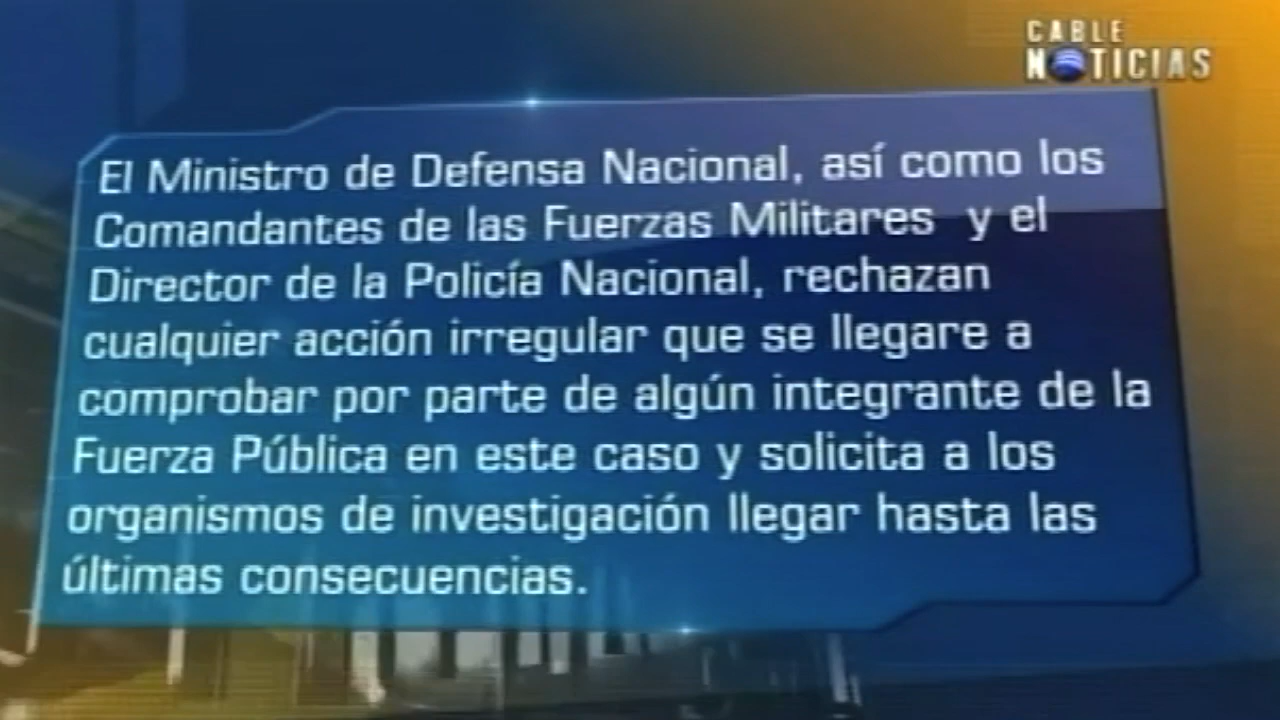 CABLE
NOTICIAS
El Ministro de Defensa Nacional, así como los
Comandantes de las Fuerzas Militares y el
Director de la Policía Nacional, rechazan
cualquier acción irregular que se llegare a
comprobar por parte de algún integrante de la
Fuerza Pública en este caso y solicita a los
organismos de investigación llegar hasta las
últimas consecuencias.